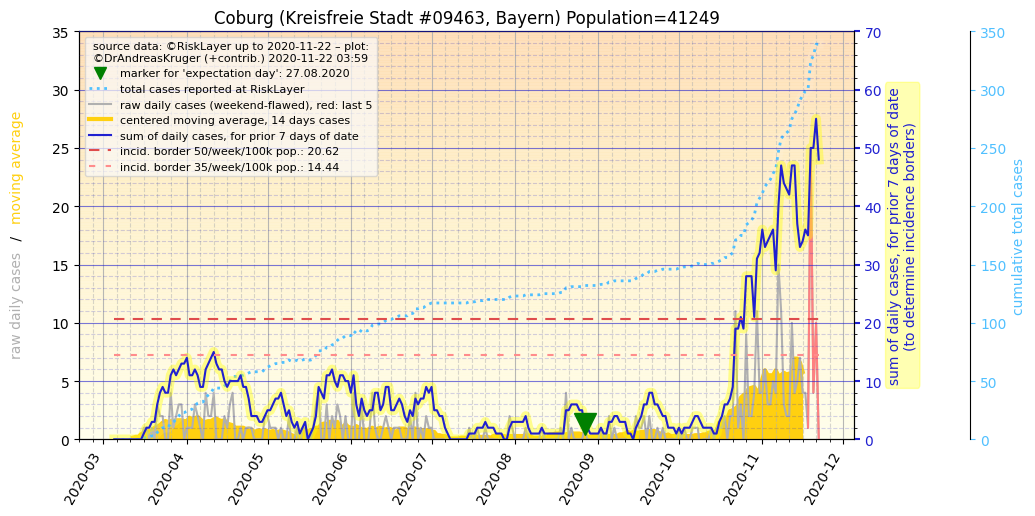 Coburg (Kreisfreie Stadt #09463, Bayern) Population=41249
source data: ©RiskLayer up to 2020-11-22 – plot:
©DrAndreasKruger (+contrib.) 2020-11-22 03:59
marker for 'expectation day': 27.08.2020
total cases reported at RiskLayer
raw daily cases (weekend-flawed), red: last 5
centered moving average, 14 days cases
sum of daily cases, for prior 7 days of date
incid. border 50/week/100k pop.: 20.62
incid. border 35/week/100k pop.: 14.44
raw daily cases / moving average
35
30
25
20
15
10
5
0
2020-03
2020-04
2020-05
2020-06
2020-07
2020-08
2020-09
2020-10
2020-11
2020-12
70
60
50
40
30
20
10
0
sum of daily cases, for prior 7 days of date
(to determine incidence borders)
350
300
250
200
150
100
50
0
cumulative total cases